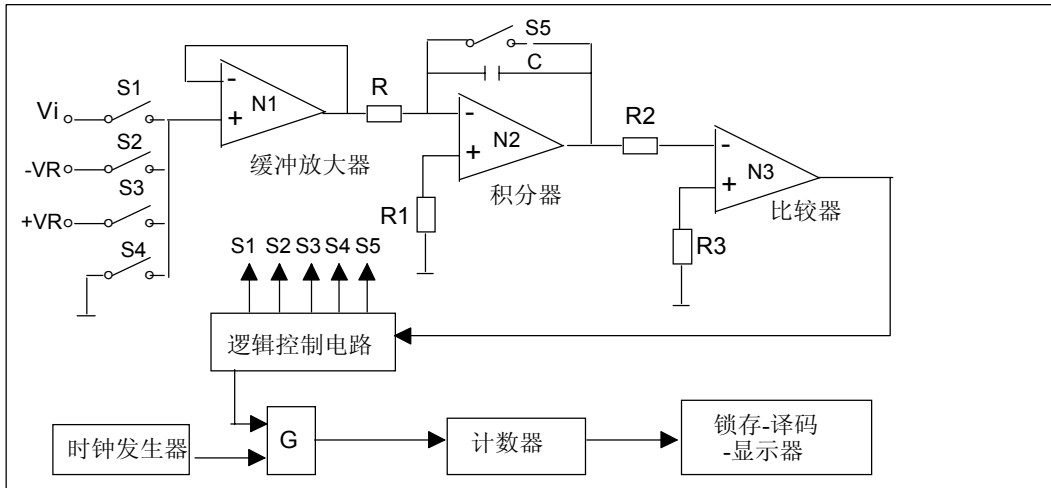 S5
C
S1
Vi
N1
-
+
R
-
+
N2
R2
-
+
N3
缓冲放大器
积分器
比较器
S2
-VR
S3
+VR
S4
R1
R3
S1 S2 S3 S4 S5
逻辑控制电路
时钟发生器
G
计数器
锁存-译码
-显示器